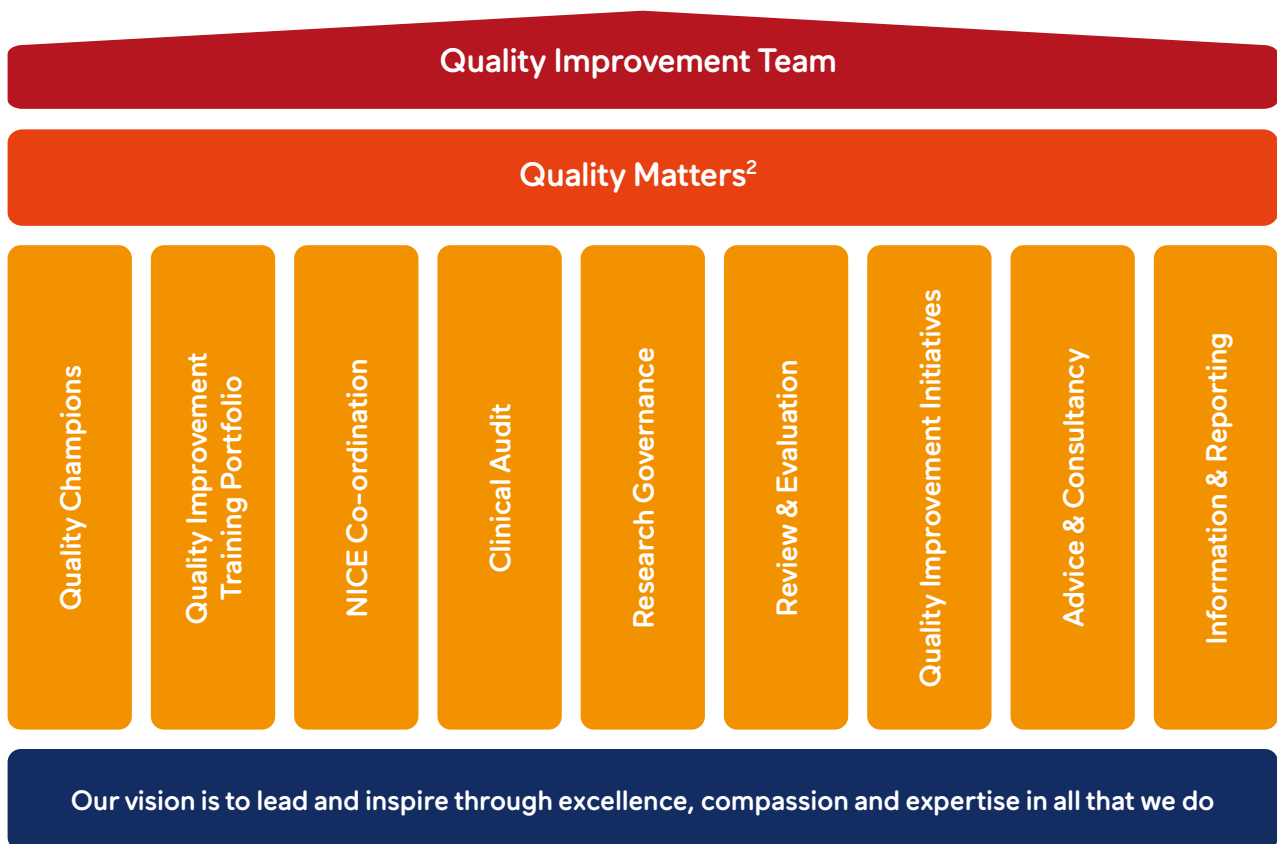 Quality Improvement Team
Quality Matters²
Quality Champions
Quality Improvement
Training Portfolio
NICE Co-ordination
Clinical Audit
Research Governance
Review & Evaluation
Quality Improvement Initiatives
Advice & Consultancy
Information & Reporting
Our vision is to lead and inspire through excellence, compassion and expertise in all that we do